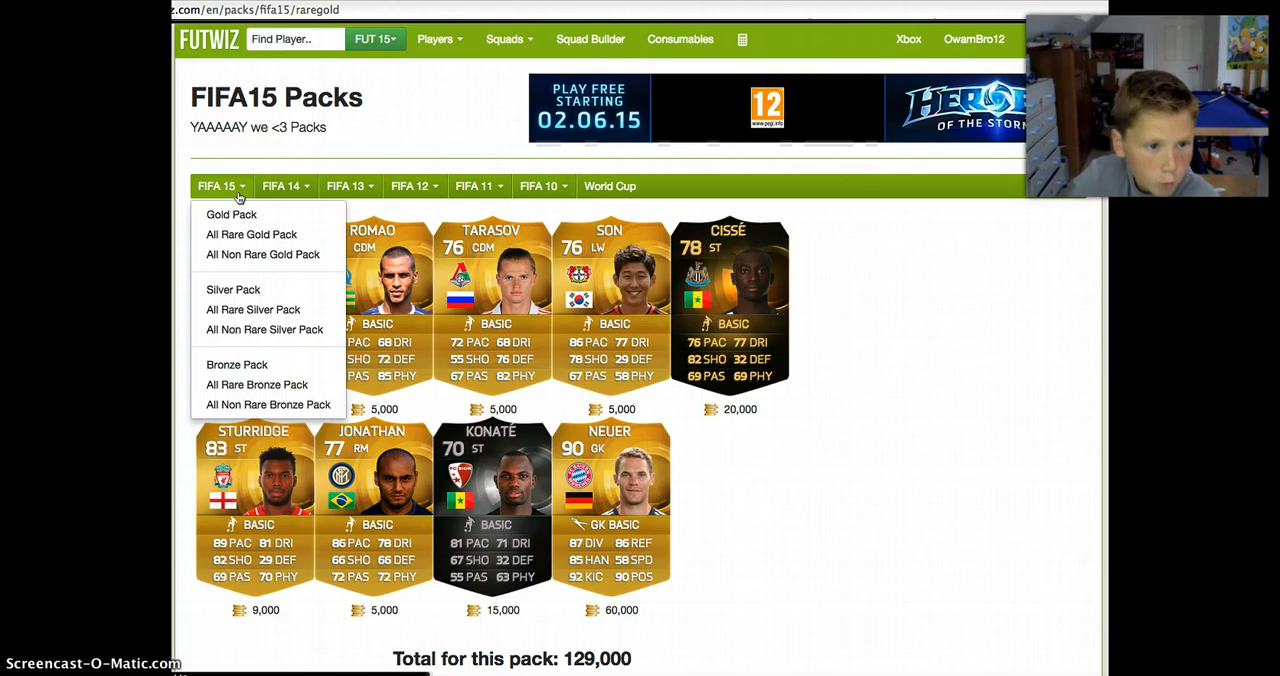 z.com/en/packs/fifa15/raregold
FUTWIZ Find Player.. FUT 15 Players Squads Squad Builder Consumables Xbox OwamBro12
FIFA15 Packs
YAAAAAY we <3 Packs
PLAY FREE
STARTING
02.06.15
12
www.pegi.info
HEROES
OF THE STORM
FIFA 15 FIFA 14 FIFA 13 FIFA 12 FIFA 11 FIFA 10 World Cup
Gold Pack
All Rare Gold Pack
All Non Rare Gold Pack
Silver Pack
All Rare Silver Pack
All Non Rare Silver Pack
Bronze Pack
All Rare Bronze Pack
All Non Rare Bronze Pack
ROMAO
CDM
BASIC
PAC 68 DRI
SHO 72 DEF
PAS 85 PHY
5,000
TARASOV
76 CDM
BASIC
72 PAC 68 DRI
55 SHO 76 DEF
67 PAS 82 PHY
5,000
SON
76 LW
BASIC
86 PAC 77 DRI
78 SHO 29 DEF
67 PAS 58 PHY
5,000
CISSÉ
78 ST
BASIC
76 PAC 77 DRI
82 SHO 32 DEF
69 PAS 69 PHY
20,000
STURRIDGE
83 ST
BASIC
89 PAC 81 DRI
82 SHO 29 DEF
69 PAS 70 PHY
9,000
JONATHAN
77 RM
BASIC
86 PAC 78 DRI
66 SHO 66 DEF
72 PAS 72 PHY
5,000
KONATÉ
70 ST
BASIC
81 PAC 71 DRI
67 SHO 32 DEF
55 PAS 63 PHY
15,000
NEUER
90 GK
GK BASIC
87 DIV 86 REF
85 HAN 58 SPD
92 KIC 90 POS
60,000
Total for this pack: 129,000
Screencast-O-Matic.com